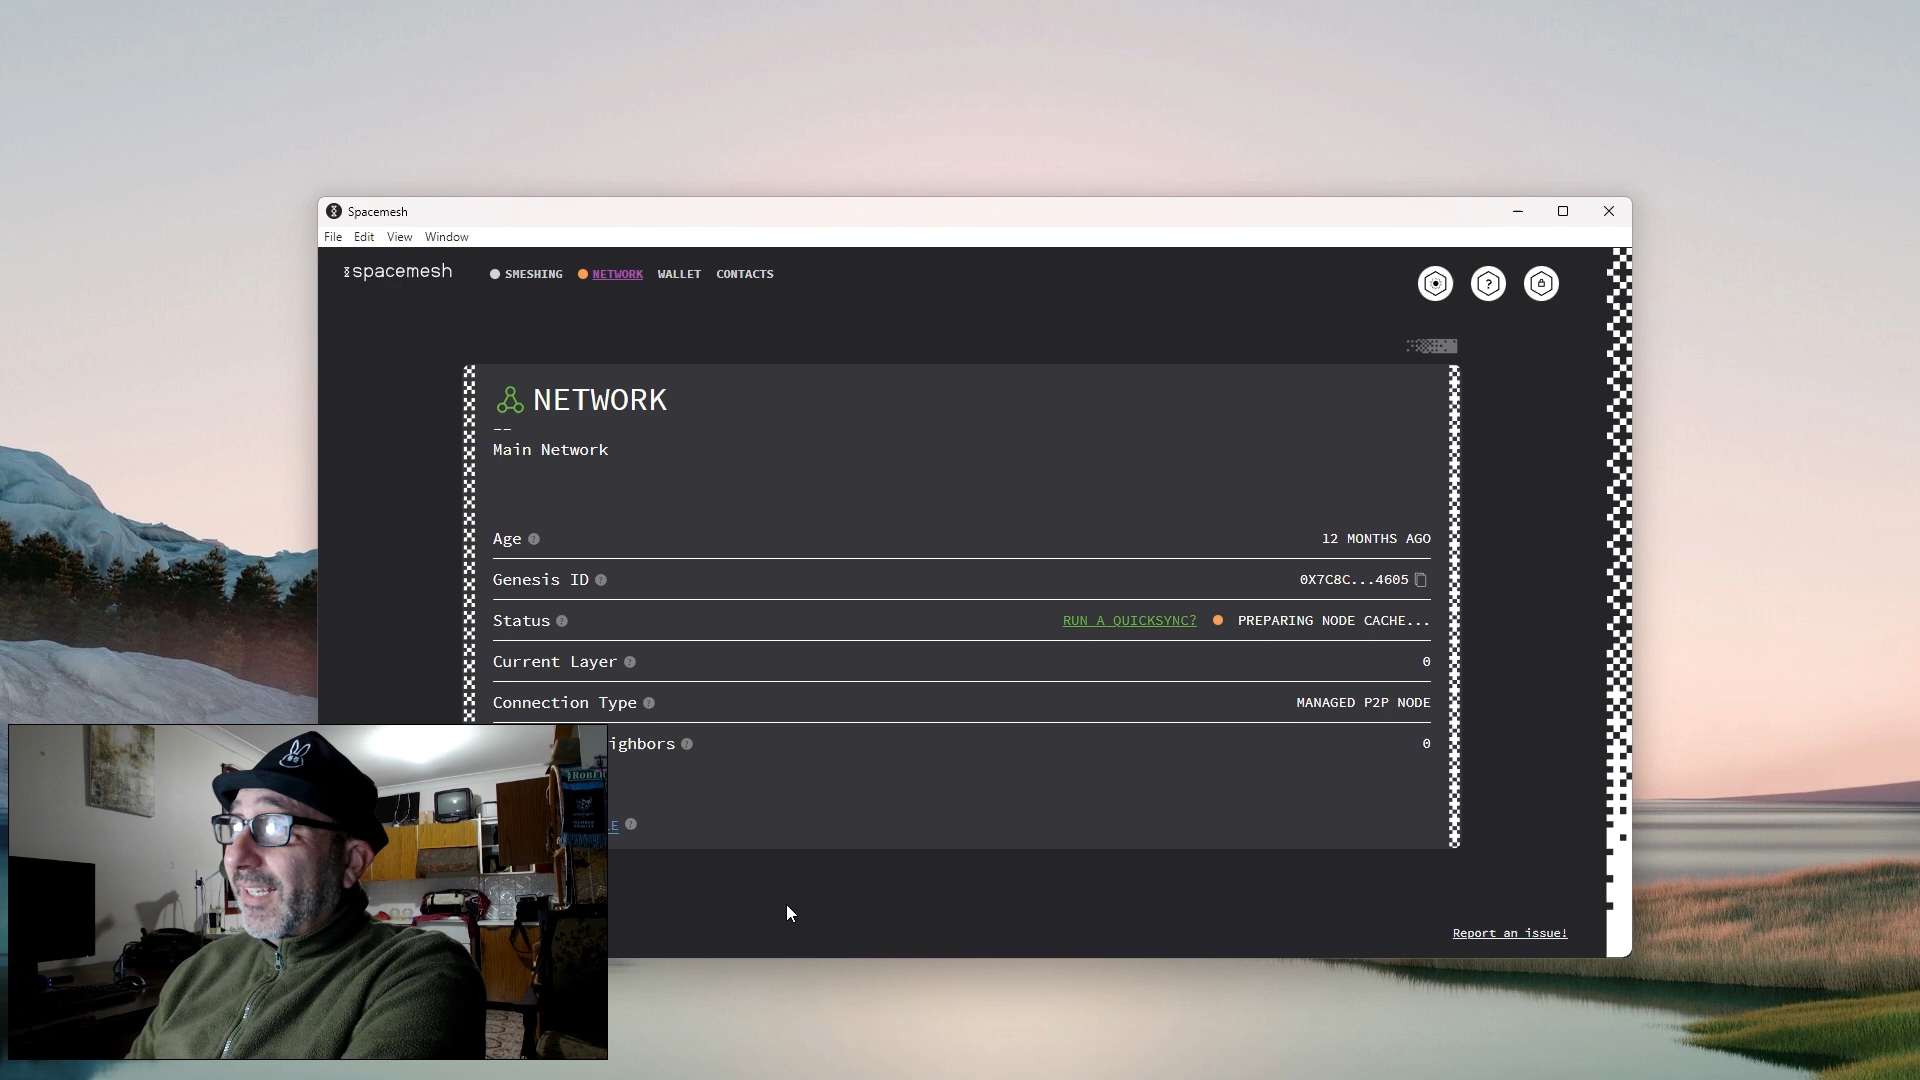 Spacemesh
File Edit View Window
spacemesh
SMESHING NETWORK WALLET CONTACTS
?
NETWORK
--
Main Network
Age ? 12 MONTHS AGO
Genesis ID ? 0X7C8C...4605
Status ? RUN A QUICKSYNC? PREPARING NODE CACHE...
Current Layer ? 0
Connection Type ? MANAGED P2P NODE
ighbors ? 0
E ?
ROBER
Report an issue!